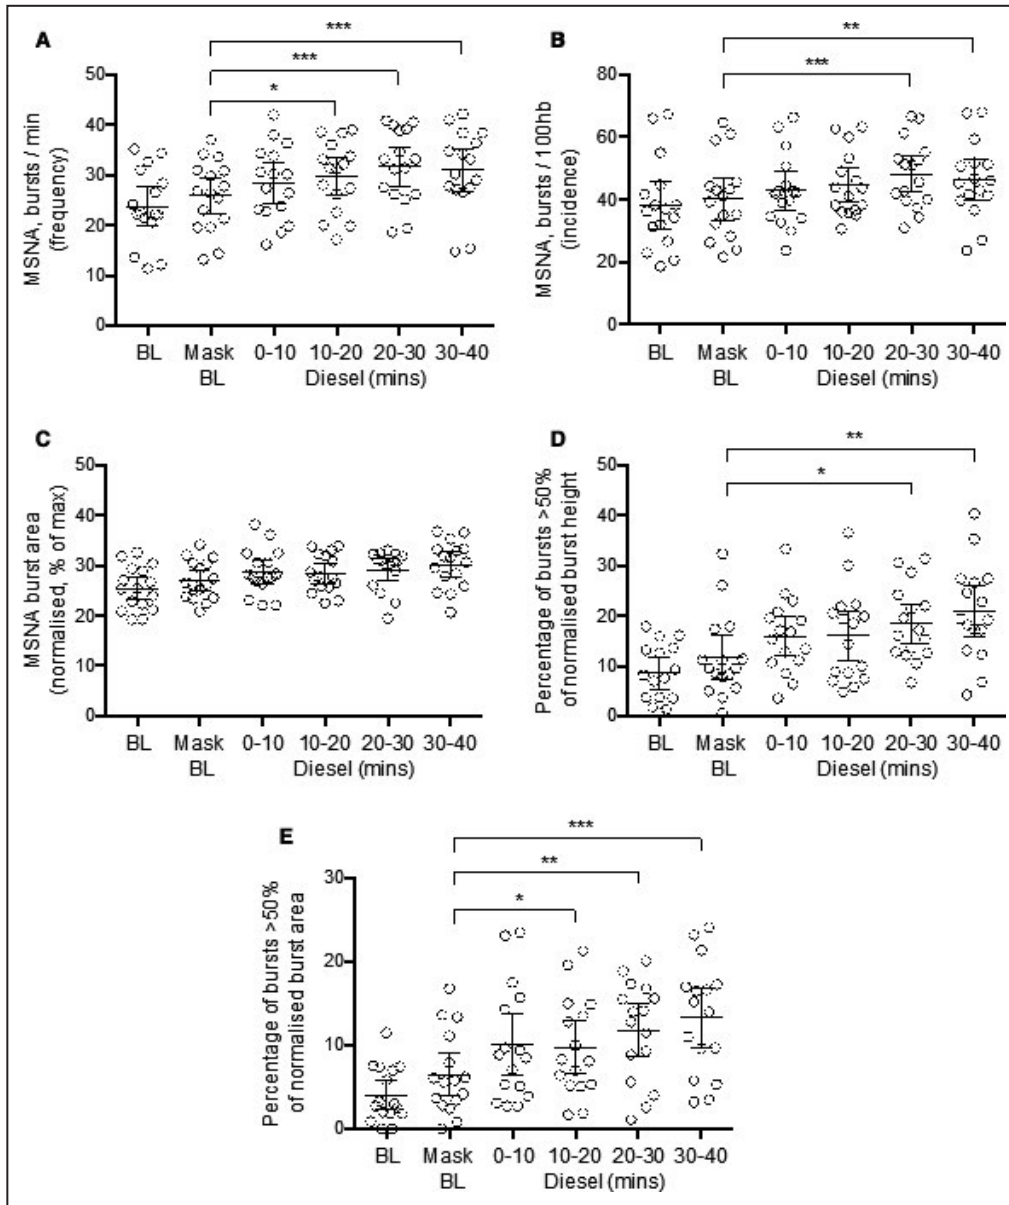 A
***
***
*
MSNA, bursts / min
(frequency)
50
40
30
20
10
0
BL Mask 0-10 10-20 20-30 30-40
BL Diesel (mins)
B
**
***
MSNA, bursts / 100hb
(incidence)
80
60
40
20
0
BL Mask 0-10 10-20 20-30 30-40
BL Diesel (mins)
C
MSNA burst area
(normalised, % of max)
50
40
30
20
10
0
BL Mask 0-10 10-20 20-30 30-40
BL Diesel (mins)
D
**
*
Percentage of bursts >50%
of normalised burst height
50
40
30
20
10
0
BL Mask 0-10 10-20 20-30 30-40
BL Diesel (mins)
E
***
**
*
Percentage of bursts >50%
of normalised burst area
30
20
10
0
BL Mask 0-10 10-20 20-30 30-40
BL Diesel (mins)